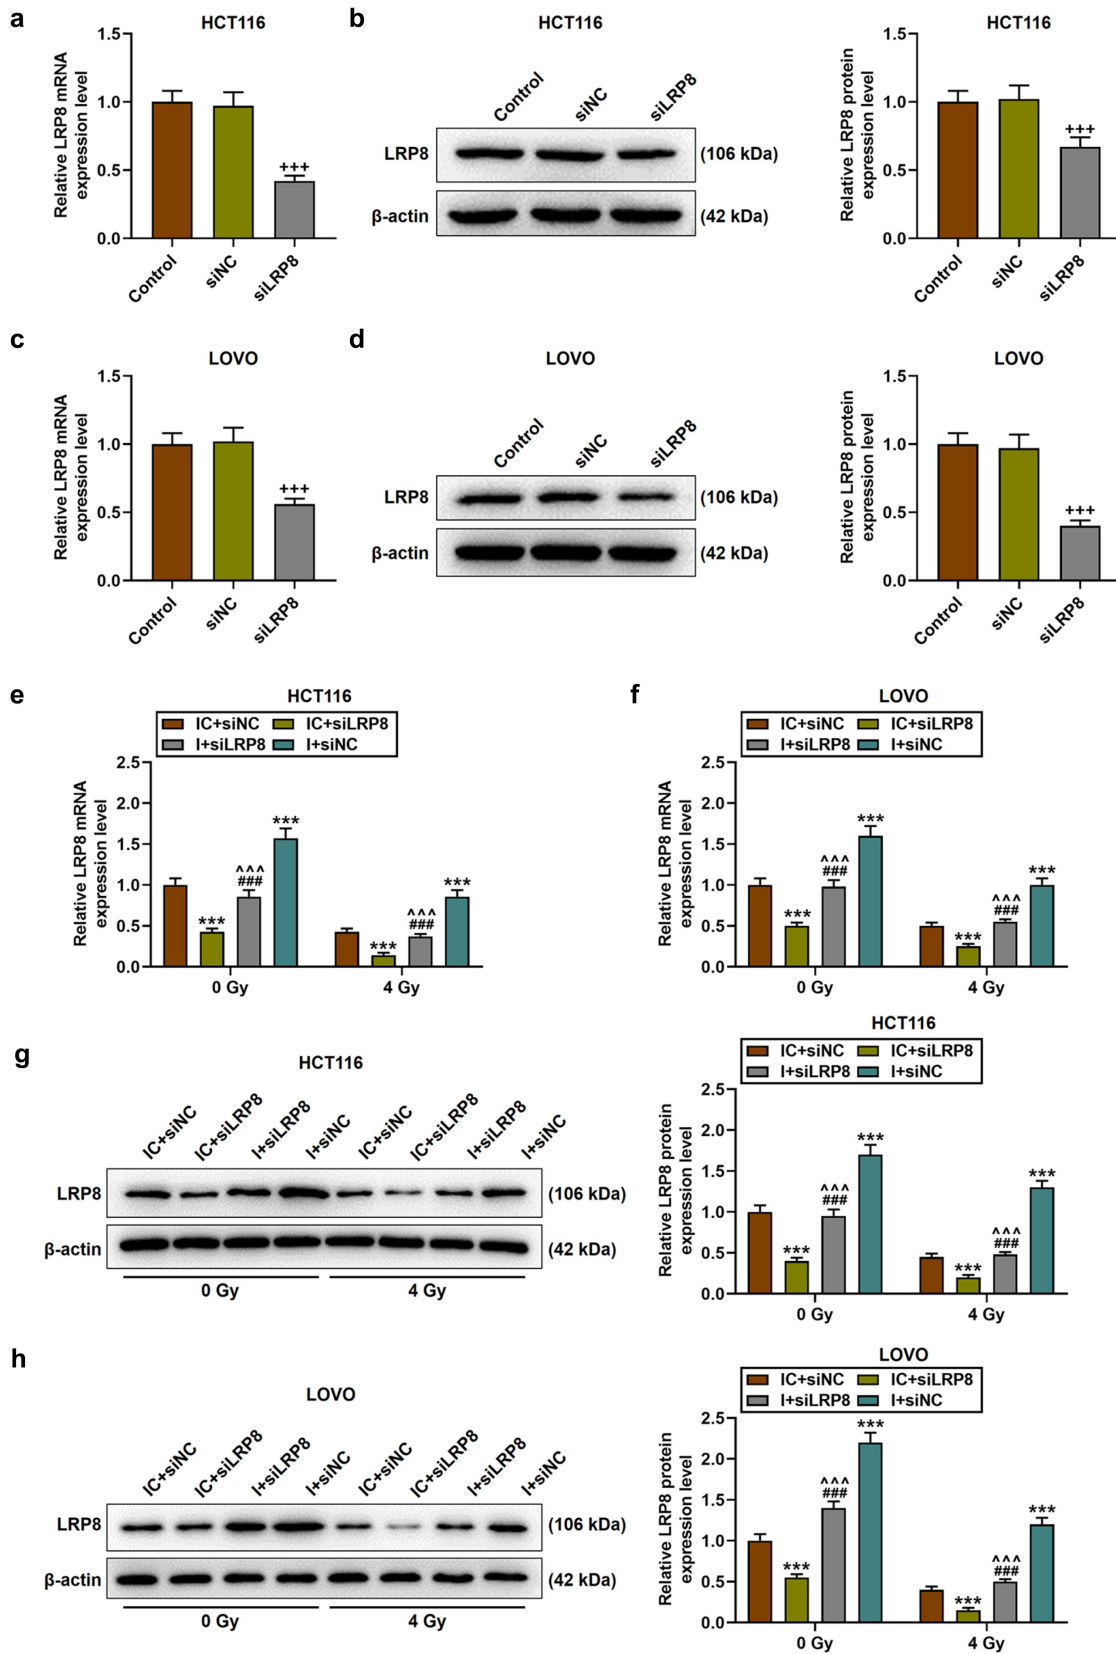 a
HCT116
Relative LRP8 mRNA
expression level
1.5
1.0
0.5
0.0
+++
Control
siNC
siLRP8
b
HCT116
Control
siNC
siLRP8
LRP8
(106 kDa)
β-actin
(42 kDa)
HCT116
Relative LRP8 protein
expression level
1.5
1.0
0.5
0.0
+++
Control
siNC
siLRP8
c
LOVO
Relative LRP8 mRNA
expression level
1.5
1.0
0.5
0.0
+++
Control
siNC
siLRP8
d
LOVO
Control
siNC
siLRP8
LRP8
(106 kDa)
β-actin
(42 kDa)
LOVO
Relative LRP8 protein
expression level
1.5
1.0
0.5
0.0
+++
Control
siNC
siLRP8
e
HCT116
IC+siNC IC+siLRP8
I+siLRP8 I+siNC
Relative LRP8 mRNA
expression level
2.5
2.0
1.5
1.0
0.5
0.0
***
^^^
###
***
***
^^^
###
***
0 Gy
4 Gy
f
LOVO
IC+siNC IC+siLRP8
I+siLRP8 I+siNC
Relative LRP8 mRNA
expression level
2.5
2.0
1.5
1.0
0.5
0.0
***
^^^
###
***
***
^^^
###
***
0 Gy
4 Gy
g
HCT116
IC+siNC
IC+siLRP8
I+siLRP8
I+siNC
IC+siNC
IC+siLRP8
I+siLRP8
I+siNC
LRP8
(106 kDa)
β-actin
(42 kDa)
0 Gy
4 Gy
HCT116
IC+siNC IC+siLRP8
I+siLRP8 I+siNC
Relative LRP8 protein
expression level
2.5
2.0
1.5
1.0
0.5
0.0
***
^^^
###
***
***
^^^
###
***
0 Gy
4 Gy
h
LOVO
IC+siNC
IC+siLRP8
I+siLRP8
I+siNC
IC+siNC
IC+siLRP8
I+siLRP8
I+siNC
LRP8
(106 kDa)
β-actin
(42 kDa)
0 Gy
4 Gy
LOVO
IC+siNC IC+siLRP8
I+siLRP8 I+siNC
Relative LRP8 protein
expression level
2.5
2.0
1.5
1.0
0.5
0.0
***
^^^
###
***
***
^^^
###
***
0 Gy
4 Gy